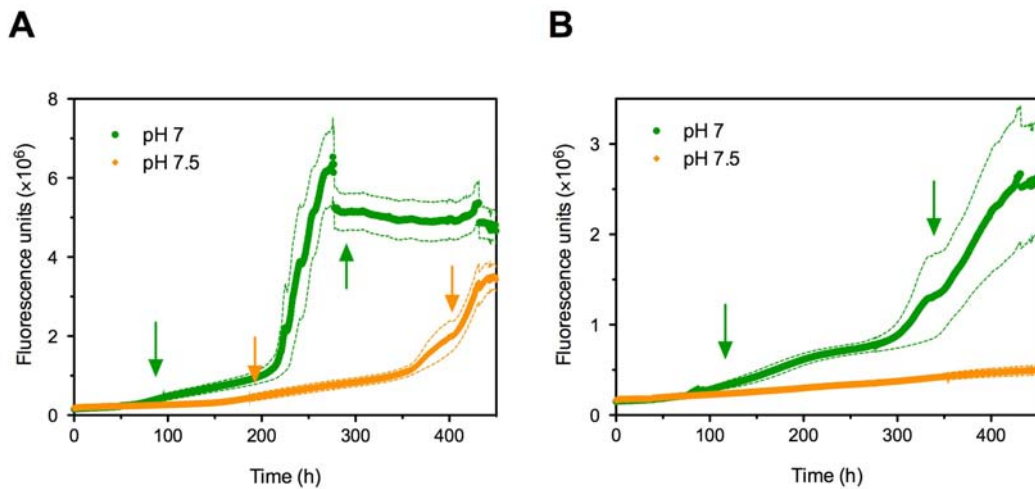 A
B
Fluorescence units (×10⁶)
8
6
4
2
0
pH 7
pH 7.5
0
100
200
300
400
Time (h)
Fluorescence units (×10⁶)
3
2
1
0
pH 7
pH 7.5
0
100
200
300
400
Time (h)